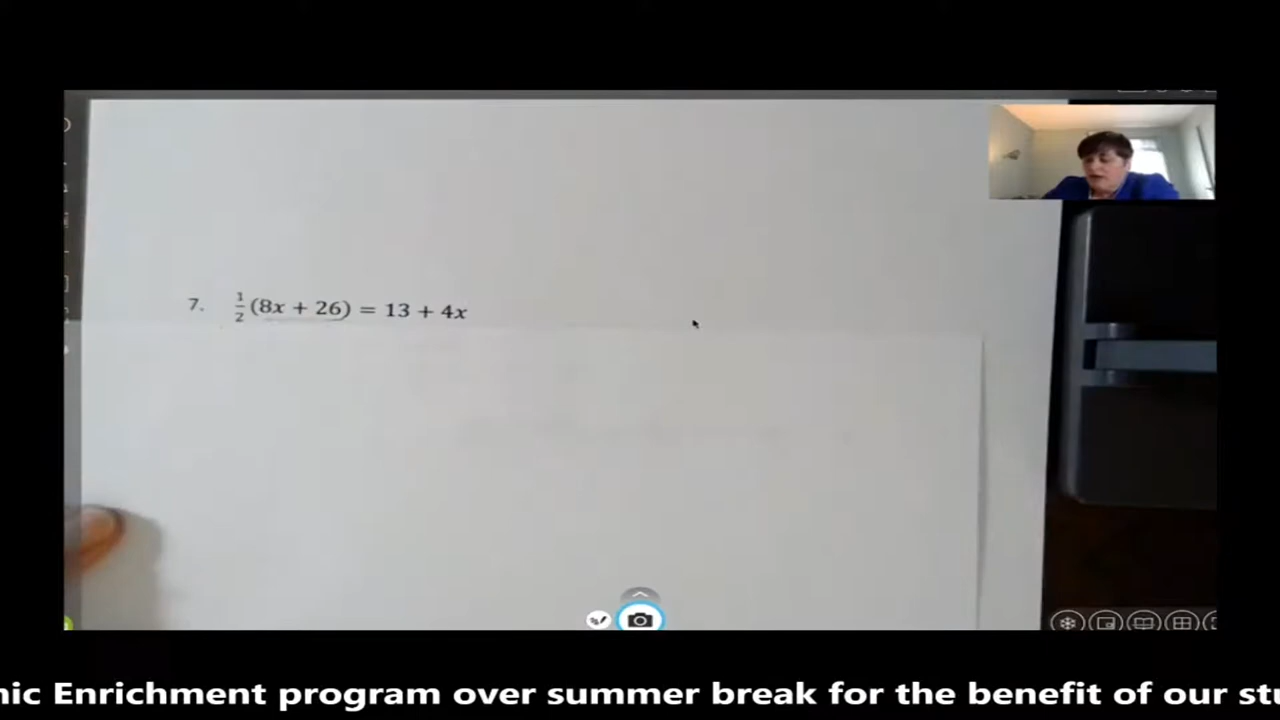 7. \frac{1}{2}(8x + 26) = 13 + 4x
nic Enrichment program over summer break for the benefit of our stu